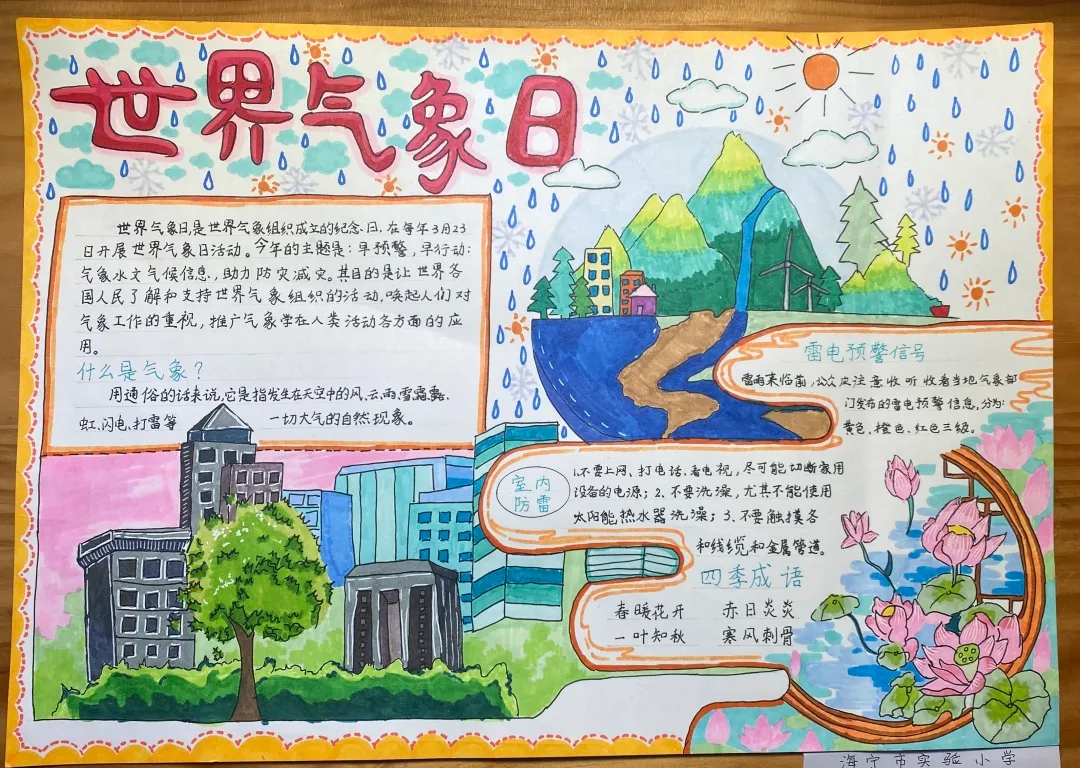 世界气象日
世界气象日是世界气象组织成立的纪念日,在每年3月23
日开展世界气象日活动。今年的主题是:早预警,早行动:
气象水文气候信息,助力防灾减灾。其目的是让世界各
国人民了解和支持世界气象组织的活动,唤起人们对
气象工作的重视,推广气象学在人类活动各方面的应
用。
什么是气象?
用通俗的话来说,它是指发生在天空中的风、云、雨、雪、霜、露、
虹、闪电、打雷等 一切大气的自然现象。
雷电预警信号
雷雨来临前,公众应注意收听收看当地气象部
门发布的雷电预警信息,分为:
黄色、橙色、红色三级。
室内
防雷
1.不要上网、打电话、看电视,尽可能切断家用
设备的电源;2.不要洗澡,尤其不能使用
太阳能热水器洗澡;3.不要触摸各
种线缆和金属管道。
四季成语
春暖花开 赤日炎炎
一叶知秋 寒风刺骨
海宁市实验小学